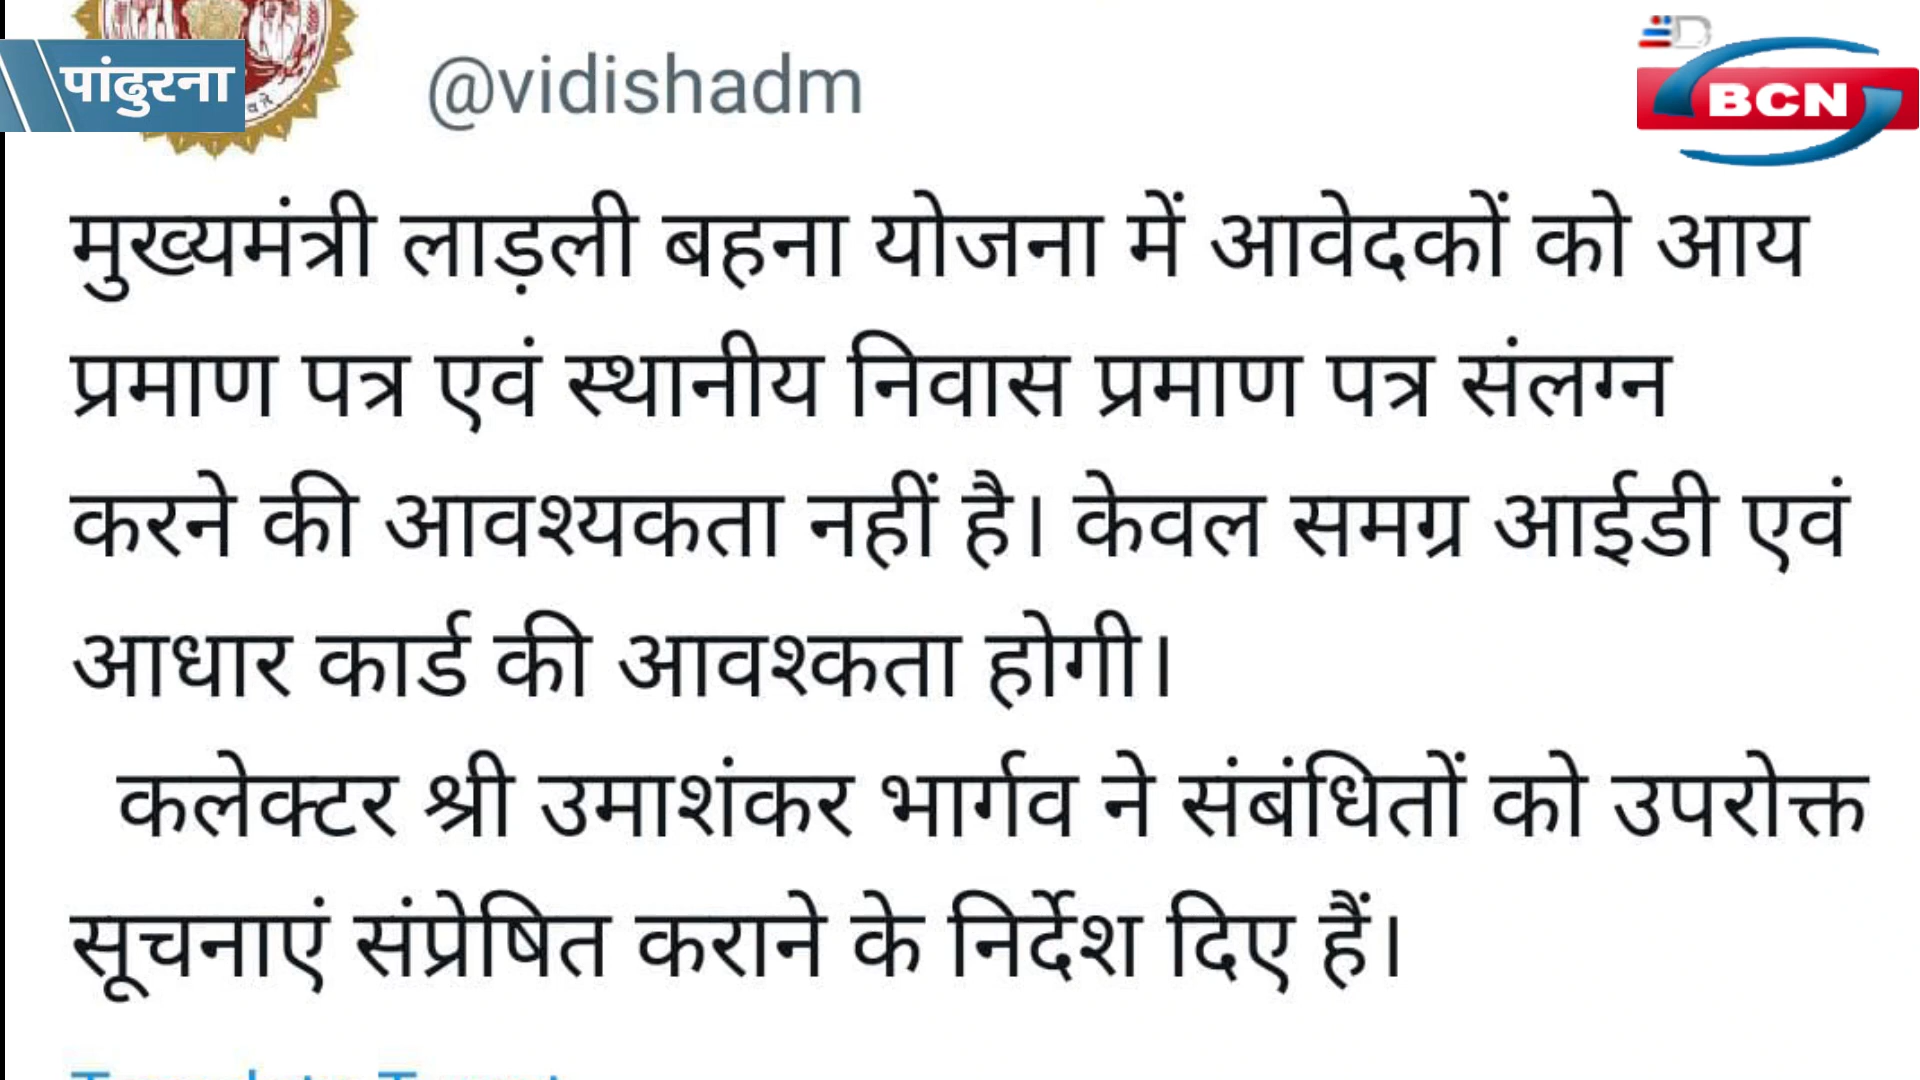 पांढुरना
@vidishadm
BCN
मुख्यमंत्री लाड़ली बहना योजना में आवेदकों को आय
प्रमाण पत्र एवं स्थानीय निवास प्रमाण पत्र संलग्न
करने की आवश्यकता नहीं है। केवल समग्र आईडी एवं
आधार कार्ड की आवश्कता होगी।
कलेक्टर श्री उमाशंकर भार्गव ने संबंधितों को उपरोक्त
सूचनाएं संप्रेषित कराने के निर्देश दिए हैं।